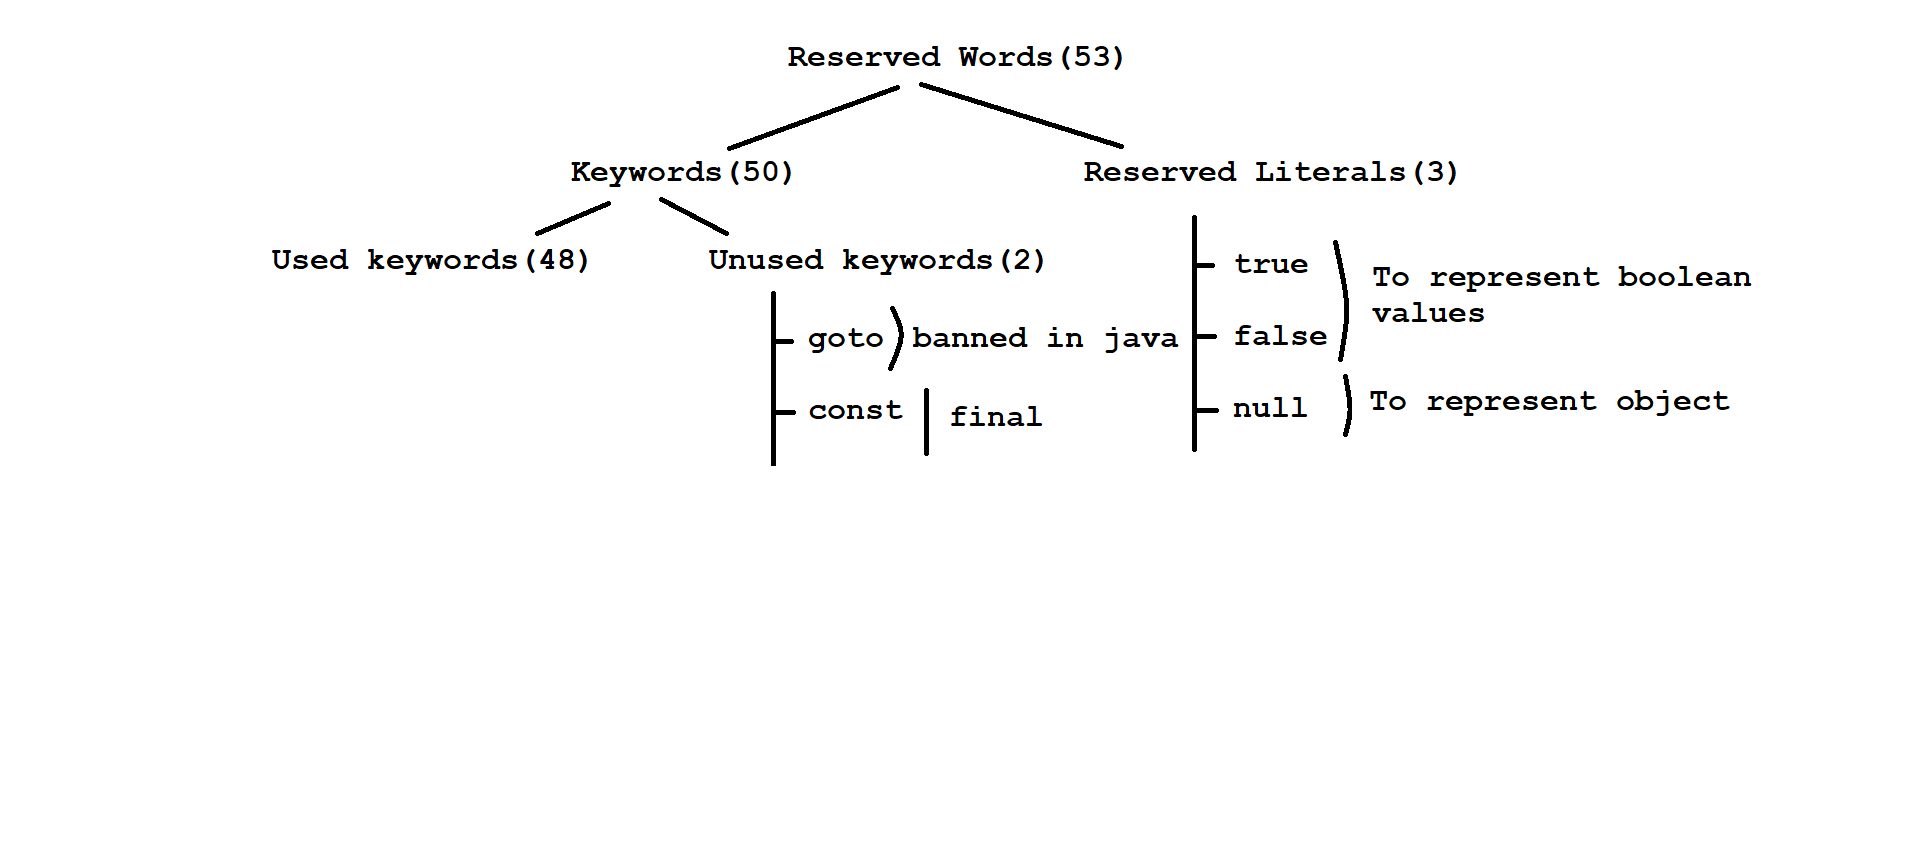 Reserved Words(53)
Keywords(50)
Reserved Literals(3)
Used keywords(48)
Unused keywords(2)
goto
banned in java
const
final
true
false
To represent boolean
values
null
To represent object